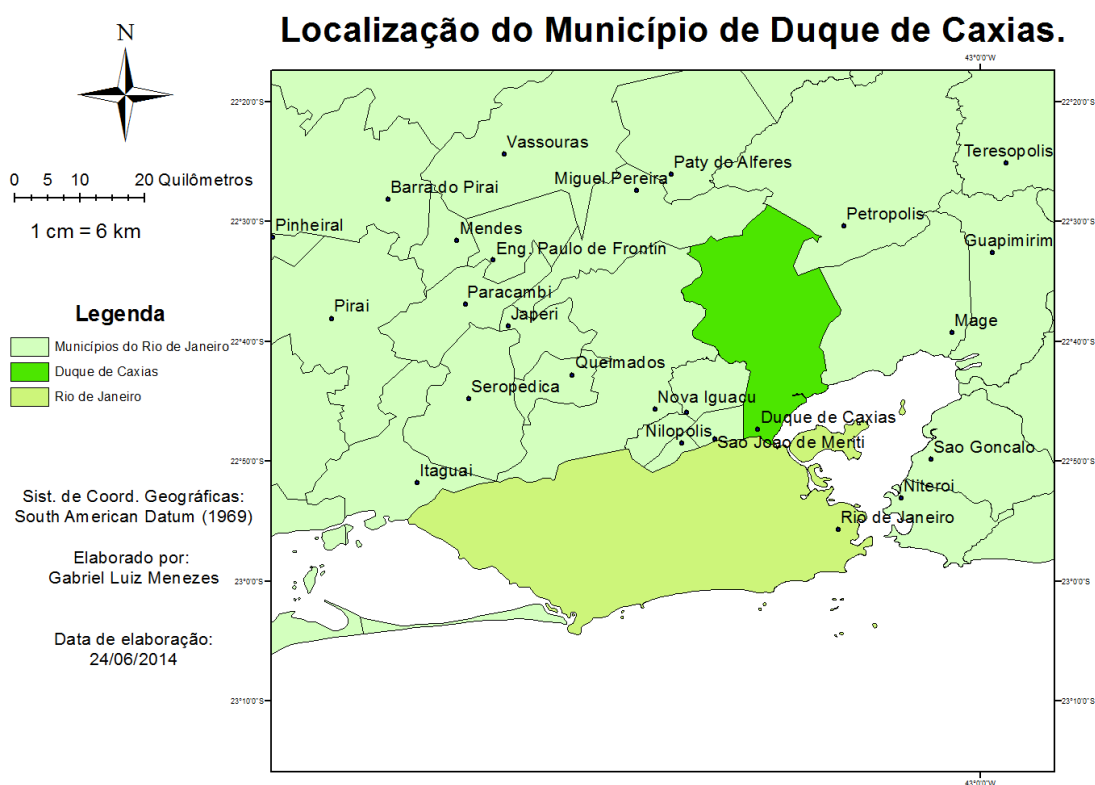 Localização do Município de Duque de Caxias.
N
0 5 10 20 Quilômetros
1 cm = 6 km
Legenda
Municípios do Rio de Janeiro
Duque de Caxias
Rio de Janeiro
Sist. de Coord. Geográficas:
South American Datum (1969)
Elaborado por:
Gabriel Luiz Menezes
Data de elaboração:
24/06/2014
43°0'0"W
22°20'0"S
22°20'0"S
Vassouras
Teresopolis
Paty do Alferes
Miguel Pereira
Barra do Pirai
22°30'0"S
22°30'0"S
Petropolis
Pinheiral
Mendes
Guapimirim
Eng. Paulo de Frontin
Paracambi
Pirai
Japeri
Mage
22°40'0"S
22°40'0"S
Queimados
Seropedica
Nova Iguaçu
Duque de Caxias
Nilopolis
Sao Joao de Meriti
Sao Goncalo
22°50'0"S
22°50'0"S
Itaguai
Niteroi
Rio de Janeiro
23°0'0"S
23°0'0"S
23°10'0"S
23°10'0"S
43°0'0"W